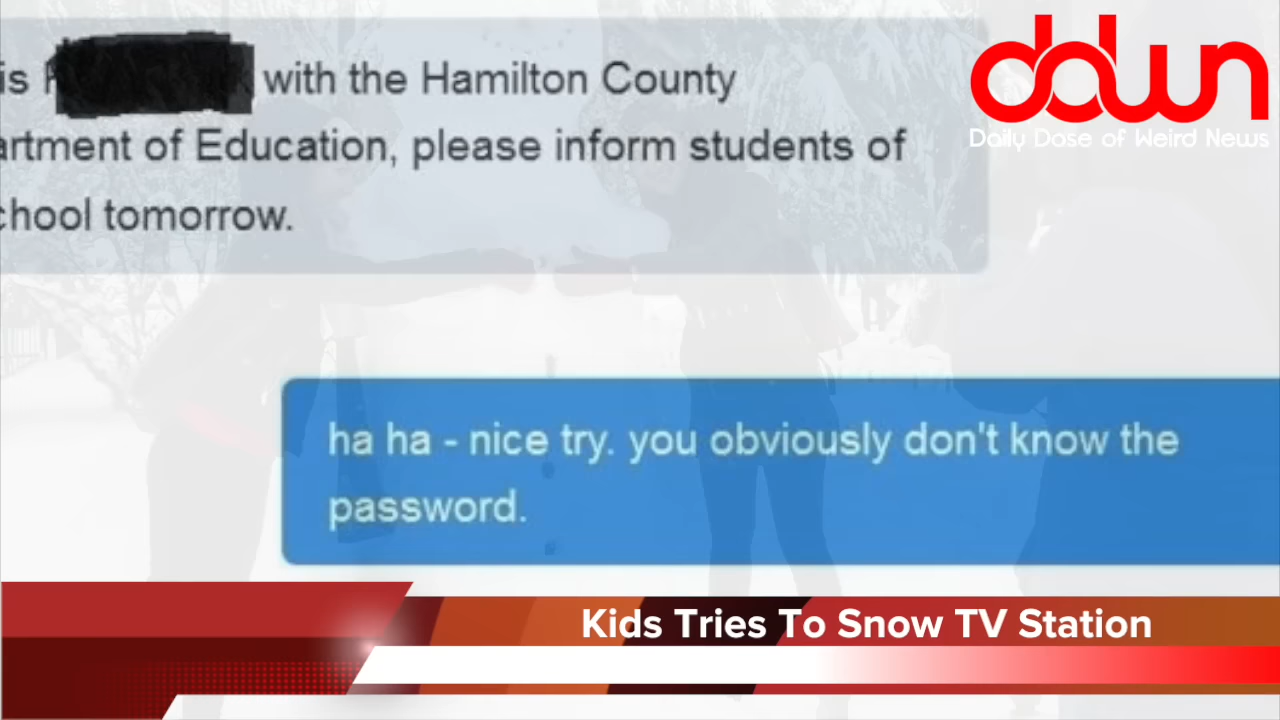 is with the Hamilton County
artment of Education, please inform students of
chool tomorrow.
ddwn
Daily Dose of Weird News
ha ha - nice try. you obviously don't know the
password.
Kids Tries To Snow TV Station